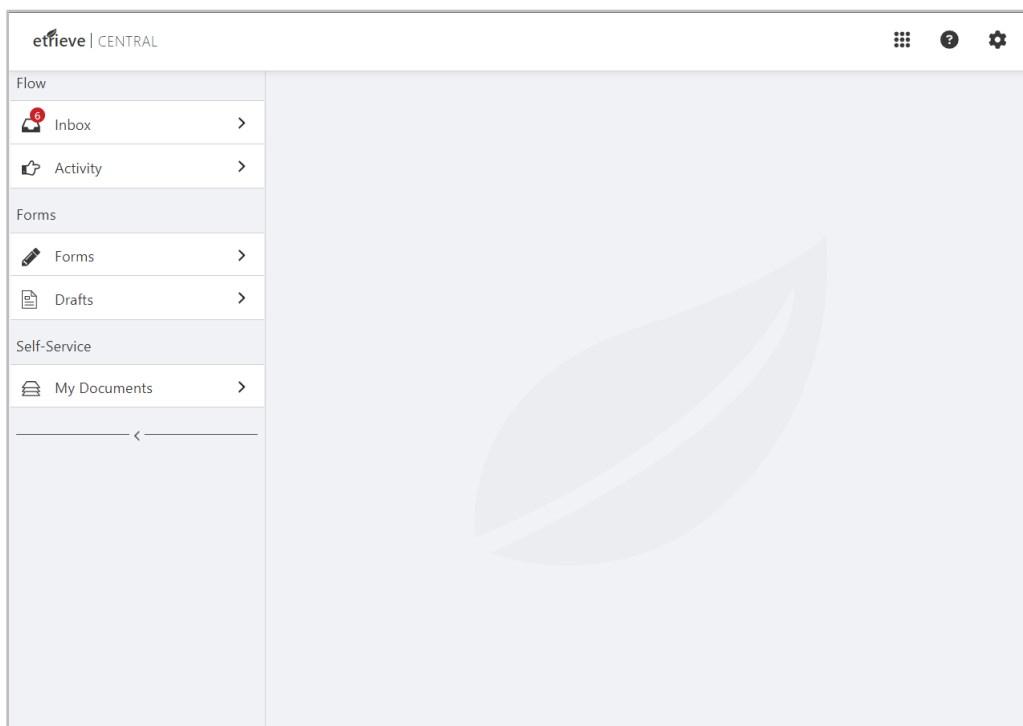 etrieve | CENTRAL
?
Flow
6
Inbox
Activity
Forms
Forms
Drafts
Self-Service
My Documents